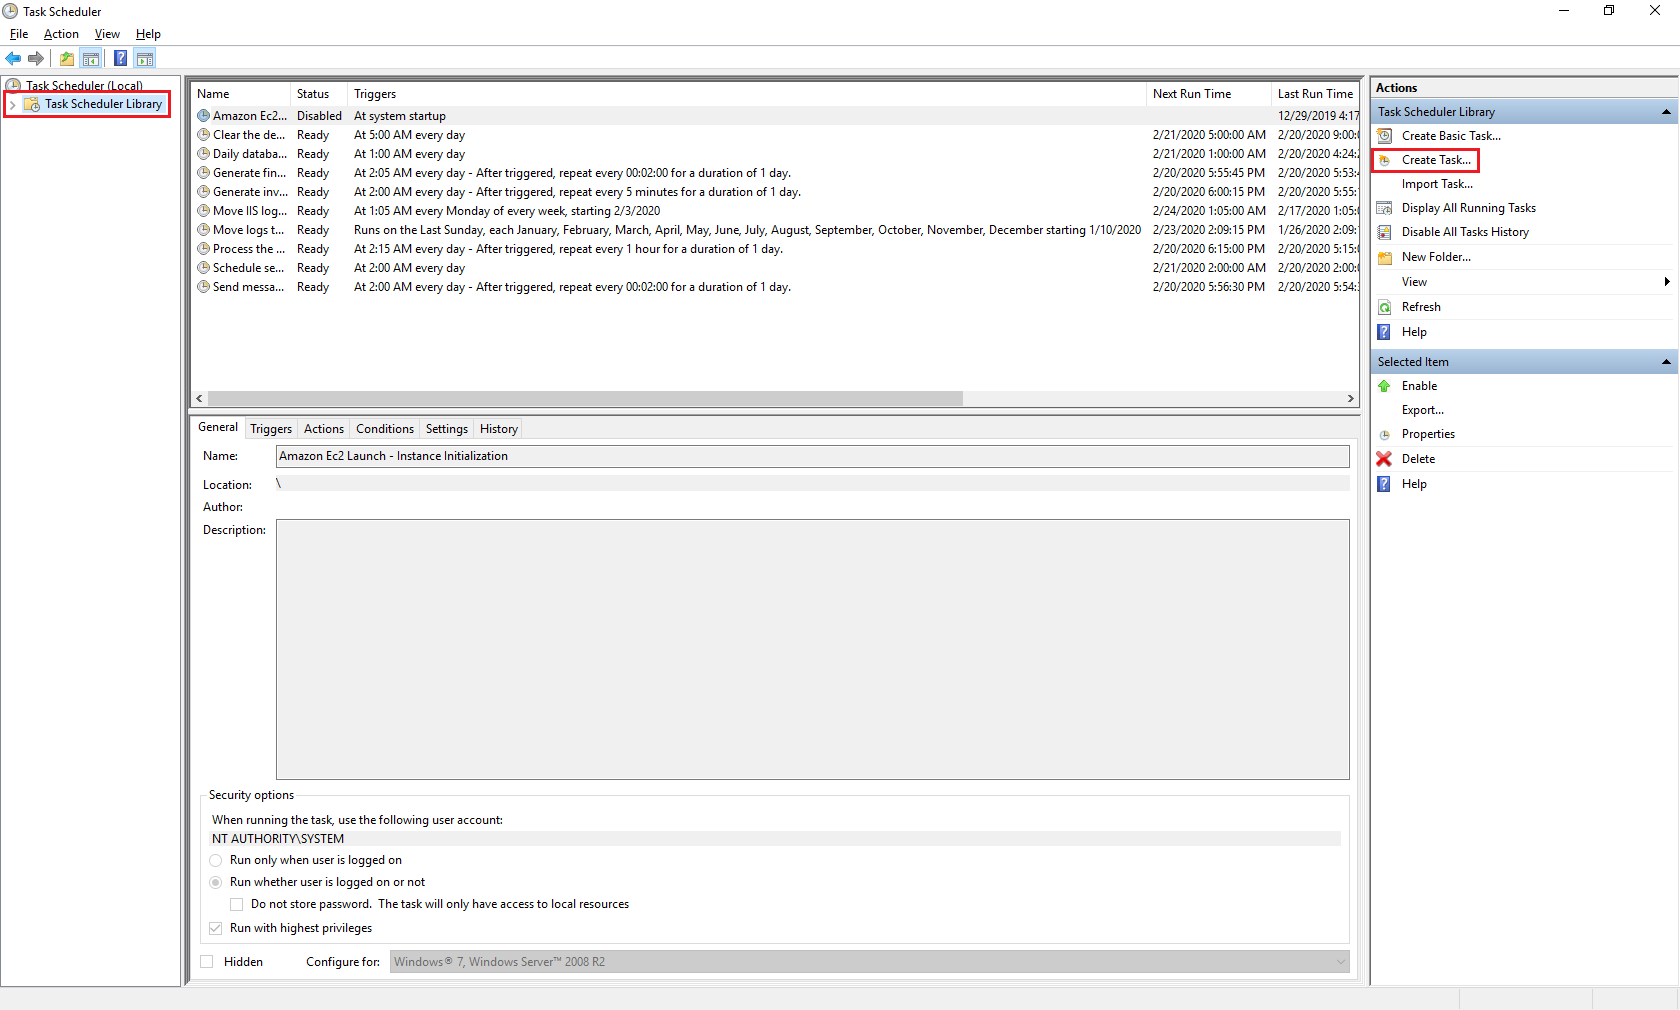 Task Scheduler
File Action View Help
Task Scheduler (Local)
Task Scheduler Library
Name Status Triggers Next Run Time Last Run Time
Amazon Ec2... Disabled At system startup 12/29/2019 4:17
Clear the de... Ready At 5:00 AM every day 2/21/2020 5:00:00 AM 2/20/2020 9:00:
Daily databa... Ready At 1:00 AM every day 2/21/2020 1:00:00 AM 2/20/2020 4:24:
Generate fin... Ready At 2:05 AM every day - After triggered, repeat every 00:02:00 for a duration of 1 day. 2/20/2020 5:55:45 PM 2/20/2020 5:53:
Generate inv... Ready At 2:00 AM every day - After triggered, repeat every 5 minutes for a duration of 1 day. 2/20/2020 6:00:15 PM 2/20/2020 5:55:
Move IIS log... Ready At 1:05 AM every Monday of every week, starting 2/3/2020 2/24/2020 1:05:00 AM 2/17/2020 1:05:
Move logs t... Ready Runs on the Last Sunday, each January, February, March, April, May, June, July, August, September, October, November, December starting 1/10/2020 2/23/2020 2:09:15 PM 1/26/2020 2:09:
Process the ... Ready At 2:15 AM every day - After triggered, repeat every 1 hour for a duration of 1 day. 2/20/2020 6:15:00 PM 2/20/2020 5:15:
Schedule se... Ready At 2:00 AM every day 2/21/2020 2:00:00 AM 2/20/2020 2:00:
Send messa... Ready At 2:00 AM every day - After triggered, repeat every 00:02:00 for a duration of 1 day. 2/20/2020 5:56:30 PM 2/20/2020 5:54:
General Triggers Actions Conditions Settings History
Name: Amazon Ec2 Launch - Instance Initialization
Location: \
Author:
Description:
Security options
When running the task, use the following user account:
NT AUTHORITY\SYSTEM
Run only when user is logged on
Run whether user is logged on or not
Do not store password. The task will only have access to local resources
Run with highest privileges
Hidden Configure for: Windows® 7, Windows Server™ 2008 R2
Actions
Task Scheduler Library
Create Basic Task...
Create Task...
Import Task...
Display All Running Tasks
Disable All Tasks History
New Folder...
View
Refresh
Help
Selected Item
Enable
Export...
Properties
Delete
Help